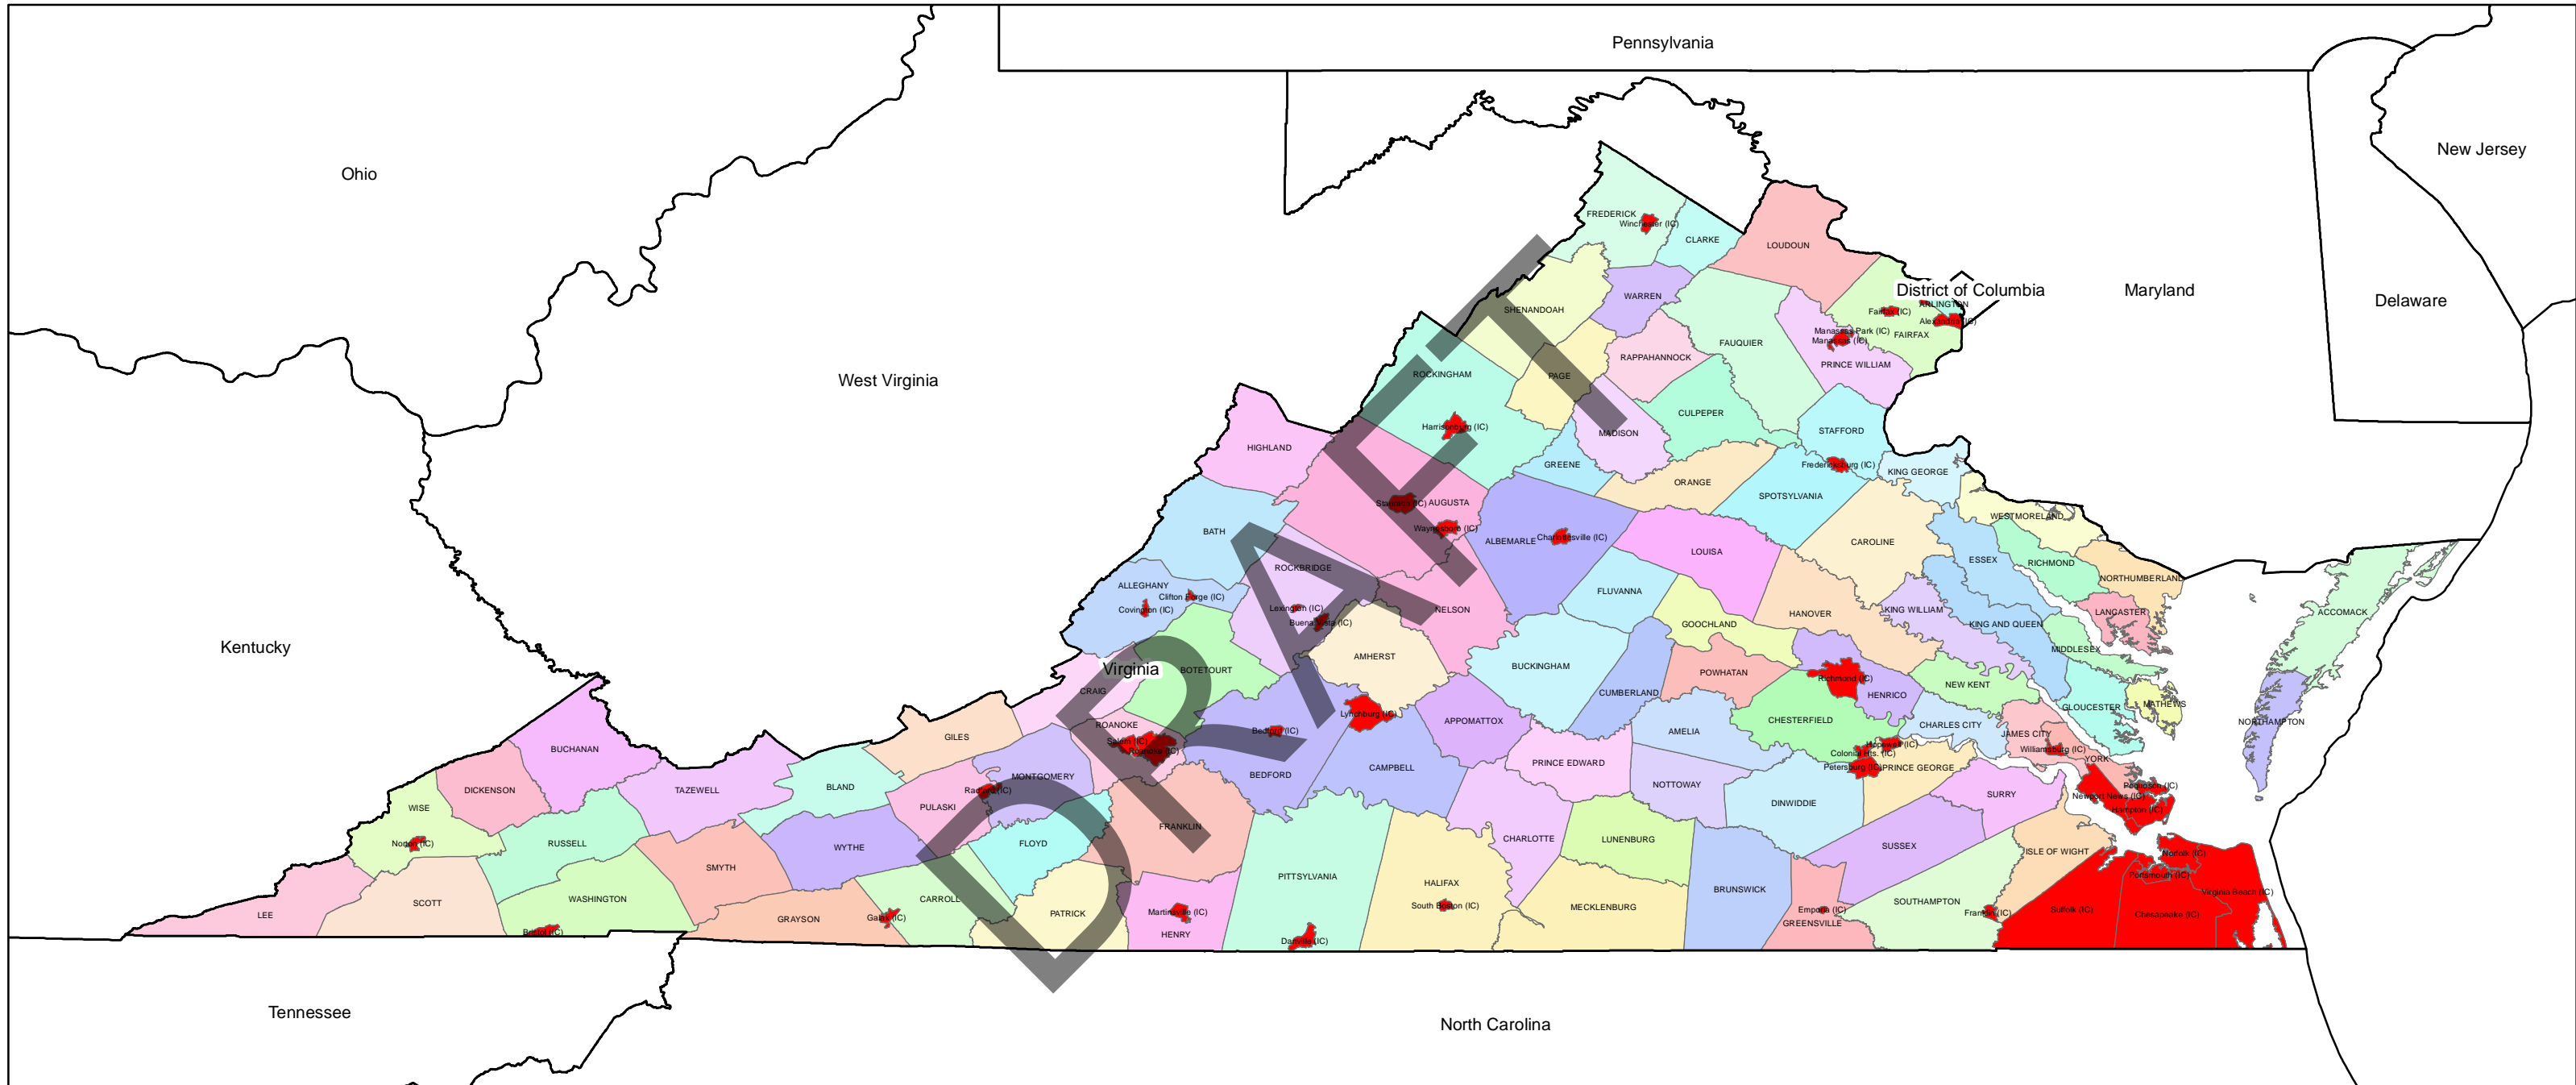 Pennsylvania
New Jersey
Ohio
FREDERICK
Winchester (IC)
CLARKE
LOUDOUN
District of Columbia
Maryland
Delaware
ARLINGTON
Fairfax (IC)
Alexandria (IC)
WARREN
SHENANDOAH
Manassas Park (IC)
Manassas (IC)
FAIRFAX
FAUQUIER
RAPPAHANNOCK
PRINCE WILLIAM
West Virginia
ROCKINGHAM
PAGE
CULPEPER
Harrisonburg (IC)
MADISON
STAFFORD
HIGHLAND
GREENE
Fredericksburg (IC)
KING GEORGE
ORANGE
SPOTSYLVANIA
Staunton (IC)
AUGUSTA
WESTMORELAND
Waynesboro (IC)
BATH
ALBEMARLE
Charlottesville (IC)
CAROLINE
LOUISA
ESSEX
RICHMOND
ROCKBRIDGE
NORTHUMBERLAND
ALLEGHANY
Clifton Forge (IC)
FLUVANNA
Covington (IC)
Lexington (IC)
NELSON
KING WILLIAM
HANOVER
LANCASTER
ACCOMACK
Buena Vista (IC)
GOOCHLAND
KING AND QUEEN
Kentucky
MIDDLESEX
AMHERST
Virginia
BOTETOURT
BUCKINGHAM
POWHATAN
Richmond (IC)
NEW KENT
CRAIG
CUMBERLAND
HENRICO
MATHEWS
GLOUCESTER
Lynchburg (IC)
APPOMATTOX
CHESTERFIELD
NORTHAMPTON
ROANOKE
CHARLES CITY
Bedford (IC)
AMELIA
JAMES CITY
GILES
Salem (IC)
Roanoke (IC)
Hopewell (IC)
Williamsburg (IC)
BUCHANAN
Colonial Hts. (IC)
YORK
PRINCE EDWARD
CAMPBELL
Petersburg (IC)
PRINCE GEORGE
MONTGOMERY
BEDFORD
NOTTOWAY
Poquoson (IC)
BLAND
DICKENSON
TAZEWELL
Radford (IC)
SURRY
Newport News (IC)
DINWIDDIE
WISE
PULASKI
Hampton (IC)
FRANKLIN
CHARLOTTE
LUNENBURG
Norton (IC)
RUSSELL
FLOYD
WYTHE
SUSSEX
ISLE OF WIGHT
Norfolk (IC)
SMYTH
Portsmouth (IC)
PITTSYLVANIA
HALIFAX
BRUNSWICK
Virginia Beach (IC)
WASHINGTON
CARROLL
SCOTT
SOUTHAMPTON
South Boston (IC)
MECKLENBURG
Emporia (IC)
Suffolk (IC)
LEE
GRAYSON
Galax (IC)
PATRICK
Martinsville (IC)
Franklin (IC)
Chesapeake (IC)
GREENSVILLE
Bristol (IC)
HENRY
Danville (IC)
Tennessee
North Carolina
DRAFT